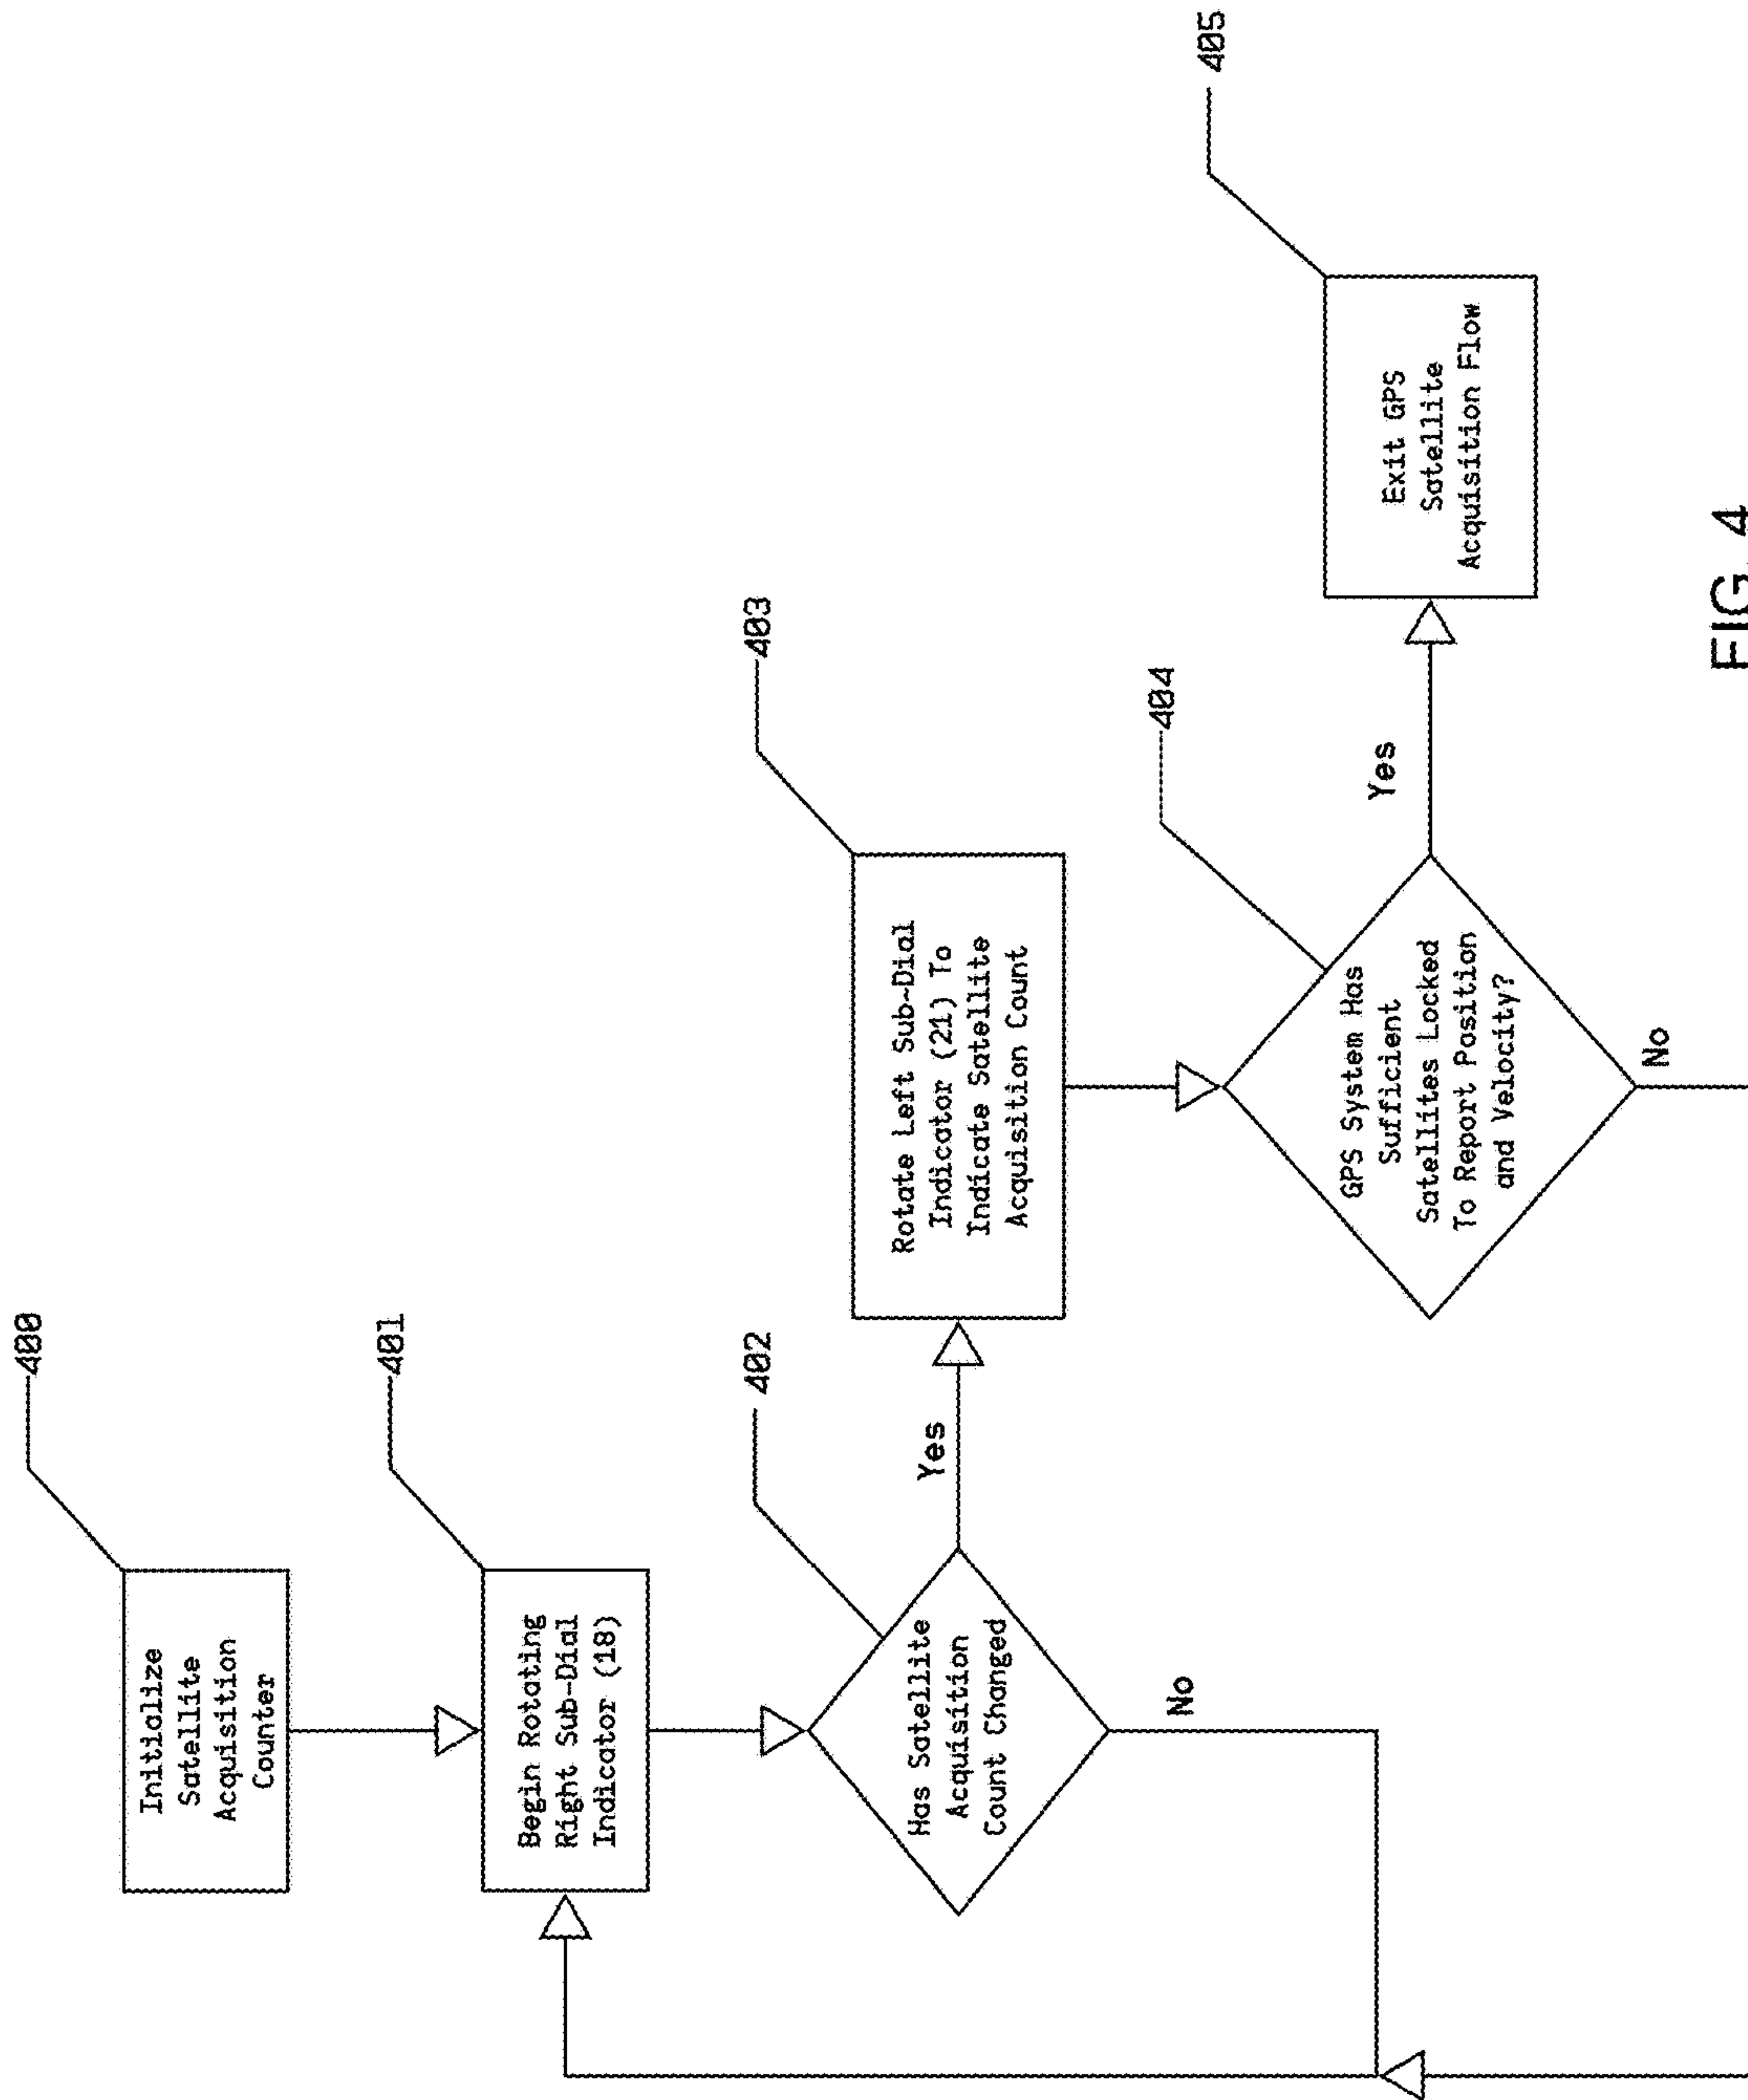 400
Initialize
Satellite
Acquisition
Counter
401
Begin Rotating
Right Sub-Dial
Indicator (18)
402
Has Satellite
Acquisition
Count Changed
Yes
No
403
Rotate Left Sub-Dial
Indicator (21) To
Indicate Satellite
Acquisition Count
404
GPS System Has
Sufficient
Satellites Locked
To Report Position
and Velocity?
Yes
No
405
Exit GPS
Satellite
Acquisition Flow
FIG. 4